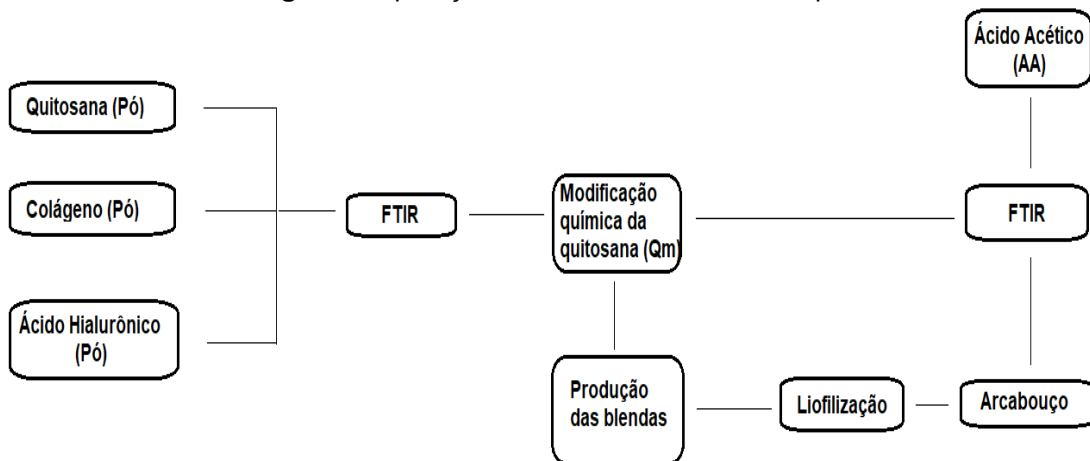 Quitosana (Pó)
Colágeno (Pó)
Ácido Hialurônico
(Pó)
FTIR
Modificação
química da
quitosana (Qm)
Produção
das blendas
Liofilização
Arcabouço
FTIR
Ácido Acético
(AA)